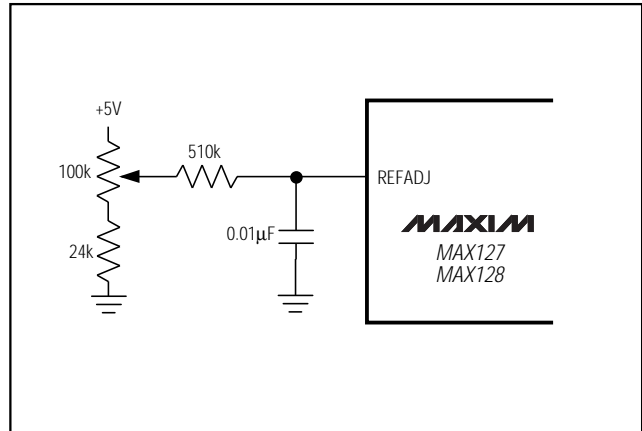 +5V
510k
100k
REFADJ
0.01µF
24k
MAXIM
MAX127
MAX128